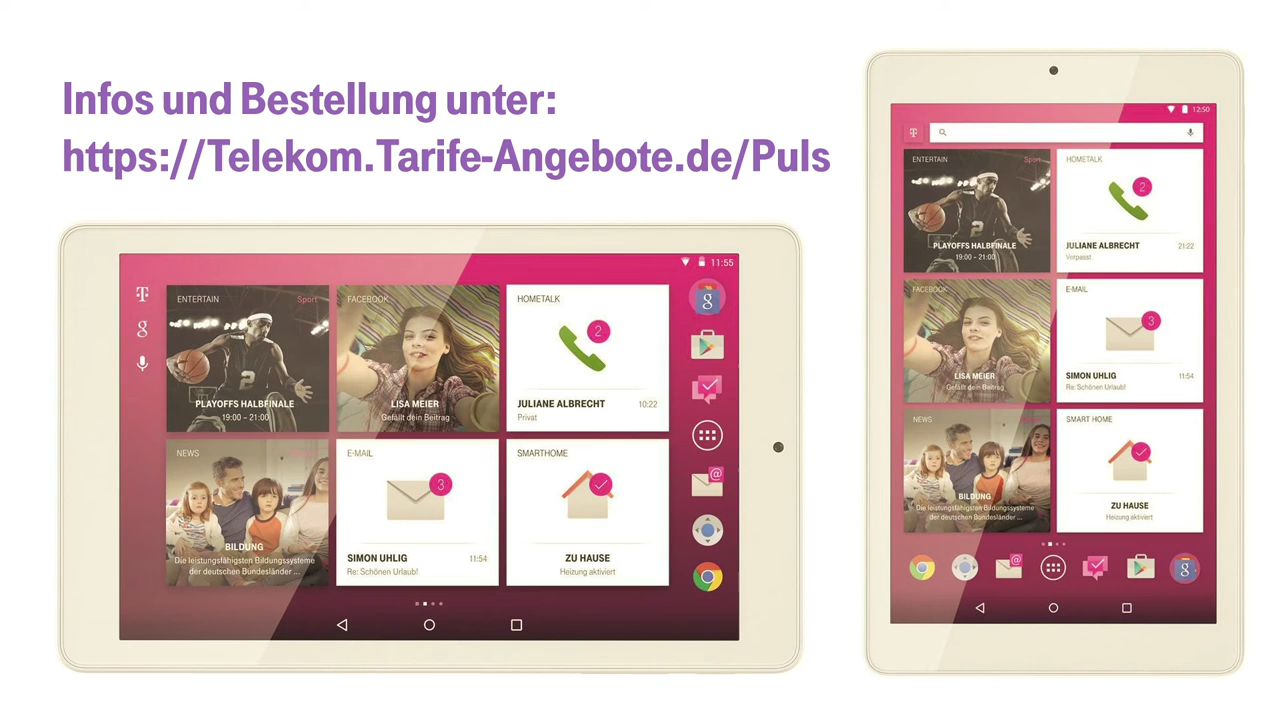 Infos und Bestellung unter:
https://Telekom.Tarife-Angebote.de/Puls
11:55
ENTERTAIN
Sport
PLAYOFFS HALBFINALE
19:00 – 21:00
FACEBOOK
LISA MEIER
Gefällt dein Beitrag
HOMETALK
2
JULIANE ALBRECHT
10:22
Privat
NEWS
BILDUNG
Die leistungsfähigsten Bildungssysteme
der deutschen Bundesländer ...
E-MAIL
3
SIMON UHLIG
11:54
Re: Schönen Urlaub!
SMARTHOME
ZU HAUSE
Heizung aktiviert
12:50
ENTERTAIN
Sport
PLAYOFFS HALBFINALE
19:00 – 21:00
HOMETALK
2
JULIANE ALBRECHT
21:22
Verpasst
FACEBOOK
LISA MEIER
Gefällt dein Beitrag
E-MAIL
3
SIMON UHLIG
11:54
Re: Schönen Urlaub!
NEWS
BILDUNG
Die leistungsfähigsten Bildungssysteme
der deutschen Bundesländer ...
SMART HOME
ZU HAUSE
Heizung aktiviert